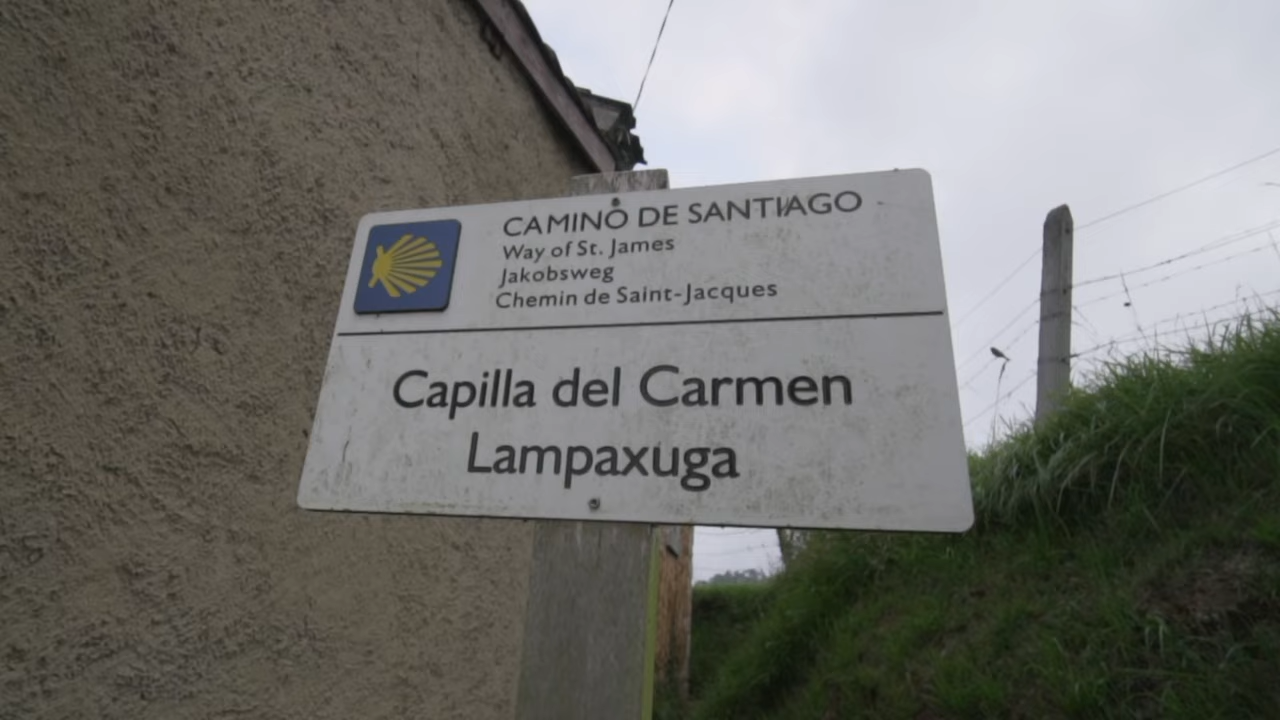 CAMINO DE SANTIAGO
Way of St. James
Jakobsweg
Chemin de Saint-Jacques
Capilla del Carmen
Lampaxuga